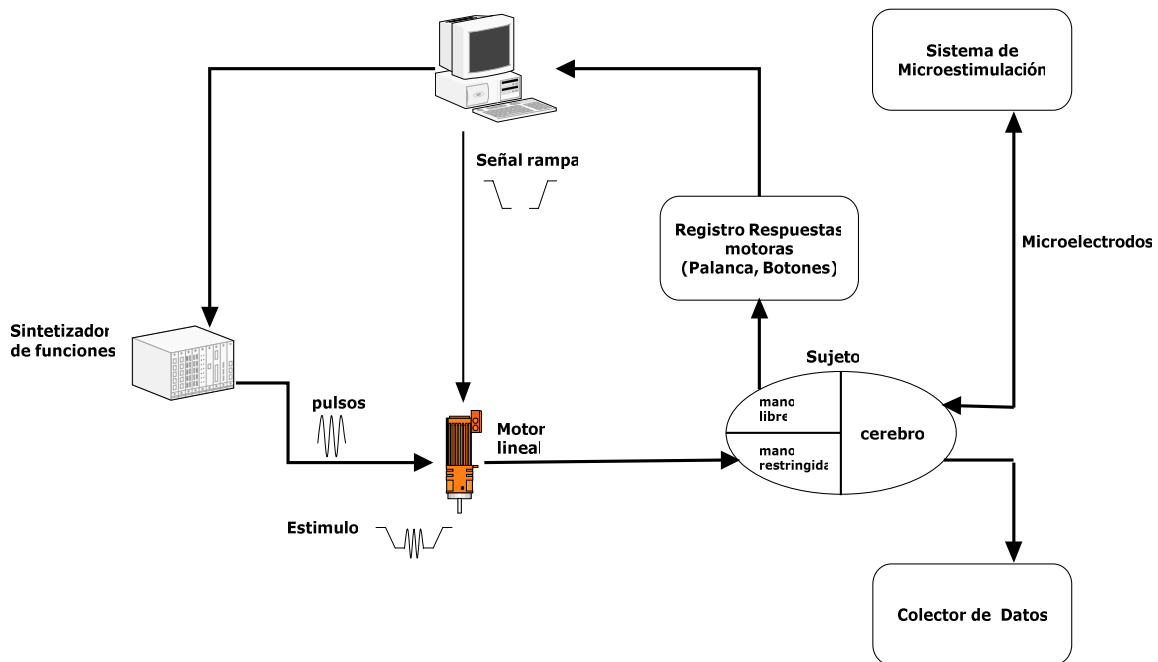 Sistema de
Microestimulación
Señal rampa
Registro Respuestas
motoras
(Palanca, Botones)
Microelectrodos
Sintetizador
de funciones
Sujeto
pulsos
mano
libre
cerebro
Motor
lineal
mano
restringida
Estimulo
Colector de Datos